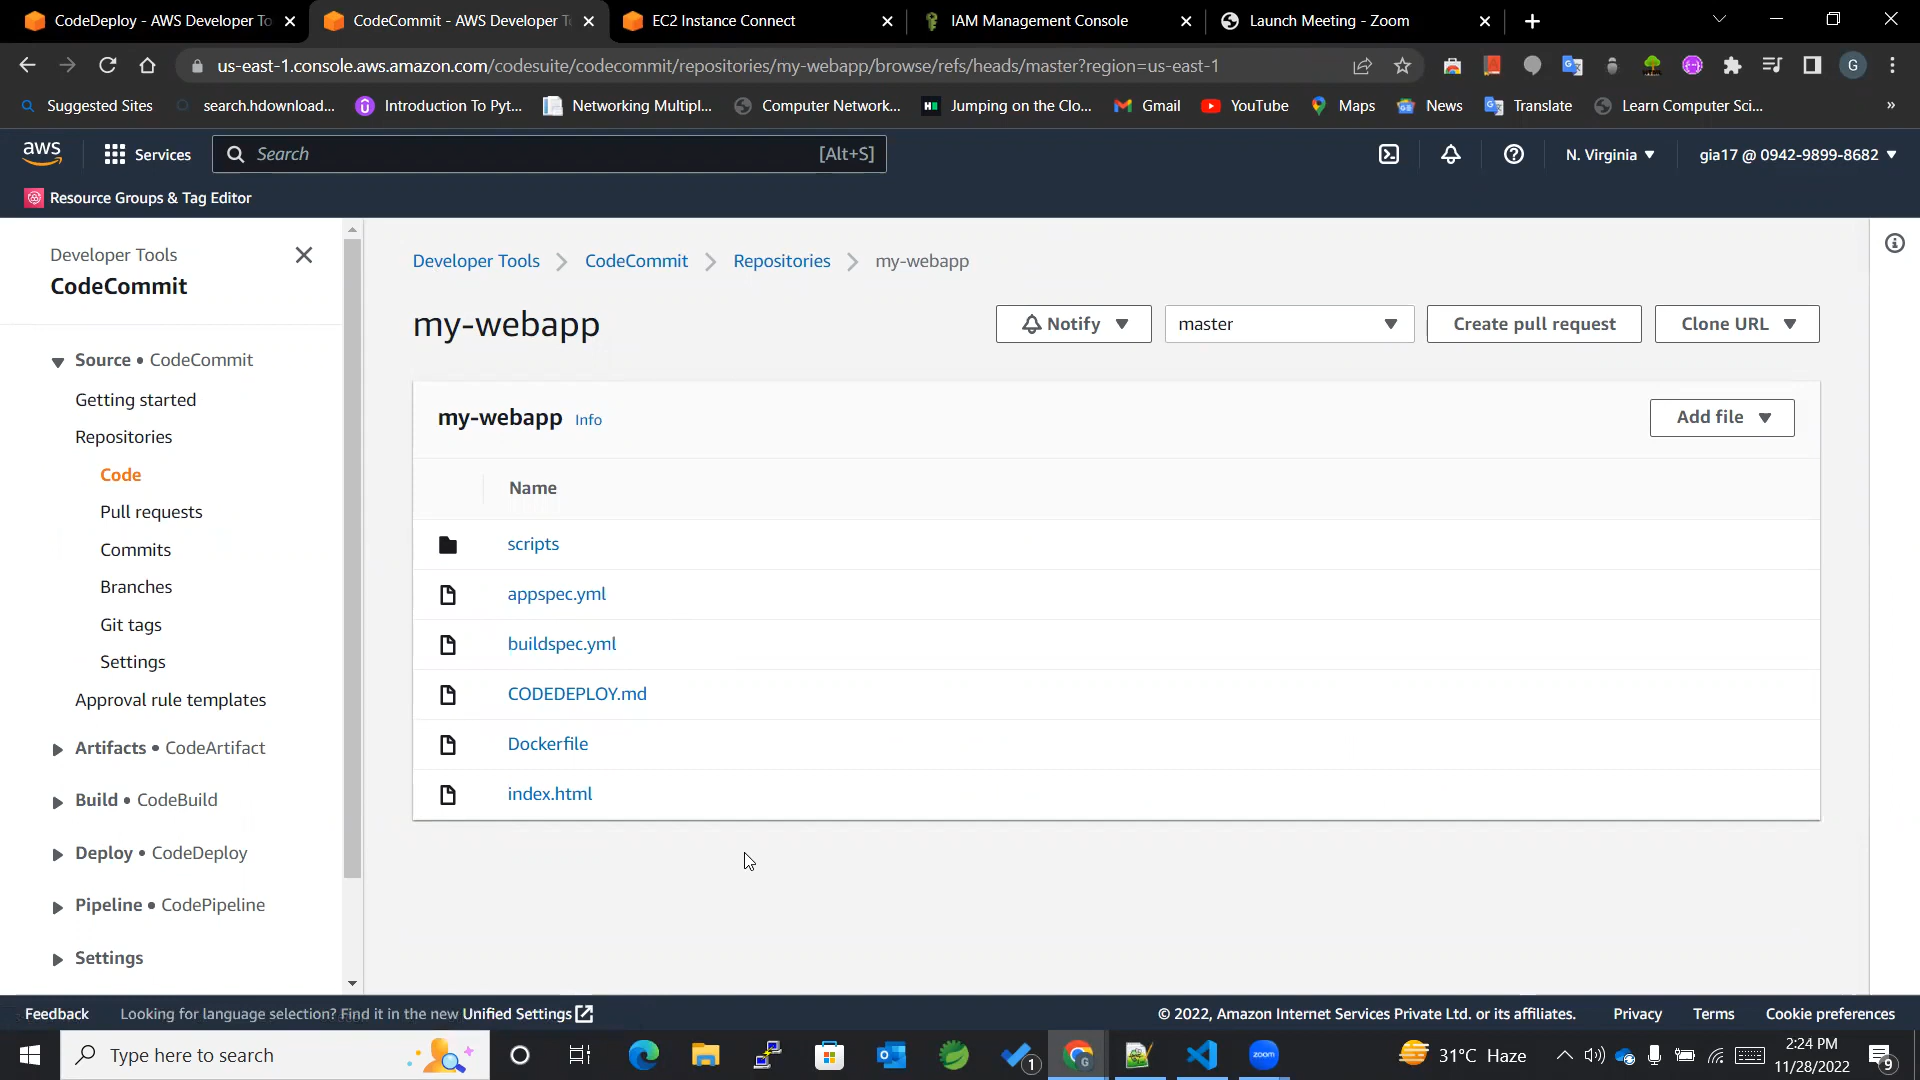 CodeDeploy - AWS Developer To
CodeCommit - AWS Developer T
EC2 Instance Connect
IAM Management Console
Launch Meeting - Zoom
us-east-1.console.aws.amazon.com/codesuite/codecommit/repositories/my-webapp/browse/refs/heads/master?region=us-east-1
G
Suggested Sites
search.hdownload...
Introduction To Pyt...
Networking Multipl...
Computer Network...
Jumping on the Clo...
Gmail
YouTube
Maps
News
Translate
Learn Computer Sci...
»
aws
Services
Search
[Alt+S]
N. Virginia
gia17 @ 0942-9899-8682
Resource Groups & Tag Editor
Developer Tools
CodeCommit
Source • CodeCommit
Getting started
Repositories
Code
Pull requests
Commits
Branches
Git tags
Settings
Approval rule templates
Artifacts • CodeArtifact
Build • CodeBuild
Deploy • CodeDeploy
Pipeline • CodePipeline
Settings
Developer Tools
CodeCommit
Repositories
my-webapp
my-webapp
Notify
master
Create pull request
Clone URL
my-webapp Info
Add file
Name
scripts
appspec.yml
buildspec.yml
CODEDEPLOY.md
Dockerfile
index.html
Feedback
Looking for language selection? Find it in the new Unified Settings
© 2022, Amazon Internet Services Private Ltd. or its affiliates.
Privacy
Terms
Cookie preferences
Type here to search
1
zoom
31°C Haze
2:24 PM
11/28/2022
9